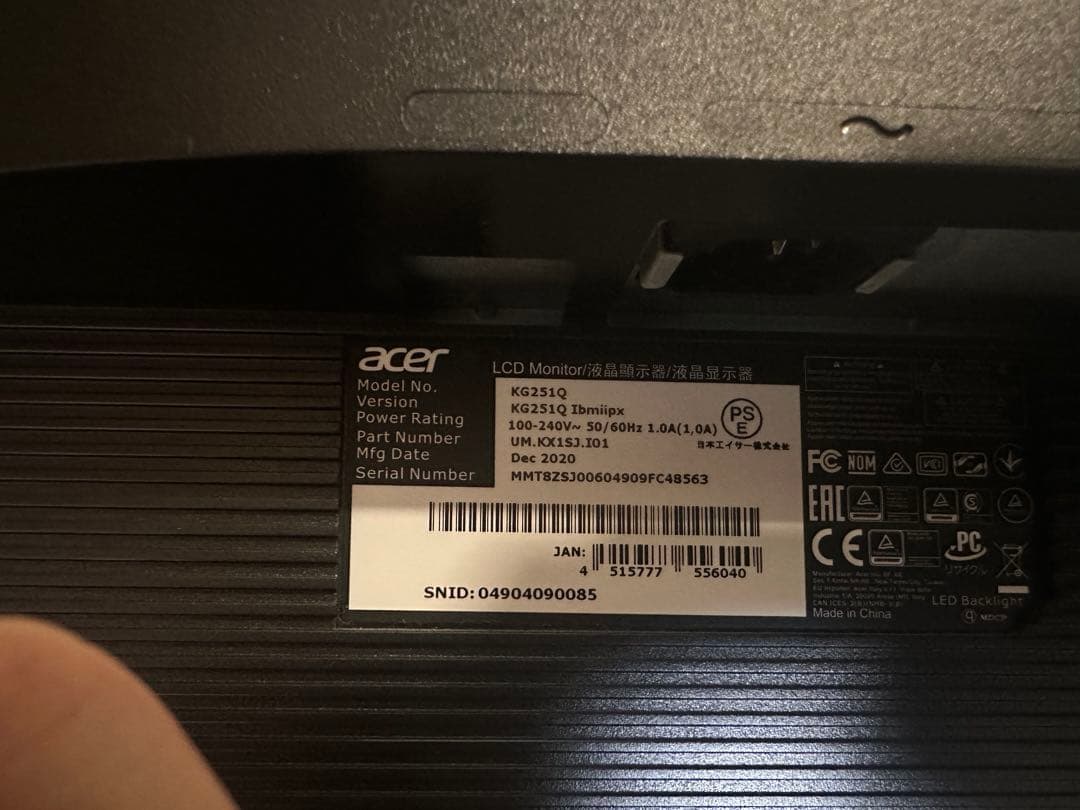 acer
LCD Monitor/液晶顯示器/液晶显示器
Model No. KG251Q
Version KG251Q Ibmiipx
Power Rating 100-240V~ 50/60Hz 1.0A(1,0A)
Part Number UM.KX1SJ.I01
Mfg Date Dec 2020
Serial Number MMT8ZSJ00604909FC48563
PS
E
日本エイサー株式会社
JAN:
4 515777 556040
SNID: 04904090085
FC NOM
EAC
CE
PC
リサイクル
LED Backlight
Made in China